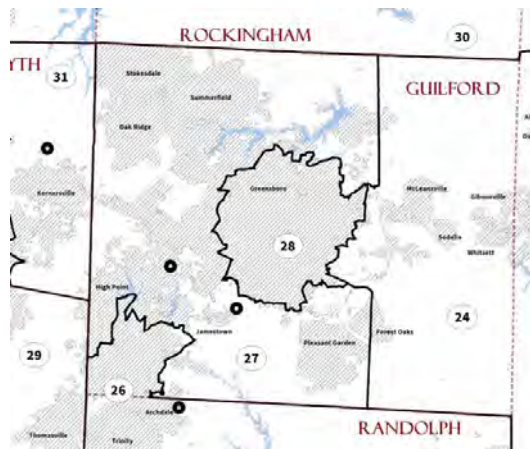 ROCKINGHAM
30
YTH
31
GUILFORD
Stokesdale
Summerfield
Oak Ridge
Kernersville
Greensboro
McLeansville
Gibsonville
Sedalia
Whitsett
28
High Point
Jamestown
Pleasant Garden
Forest Oaks
24
27
29
26
Archdale
RANDOLPH
Thomasville
Trinity